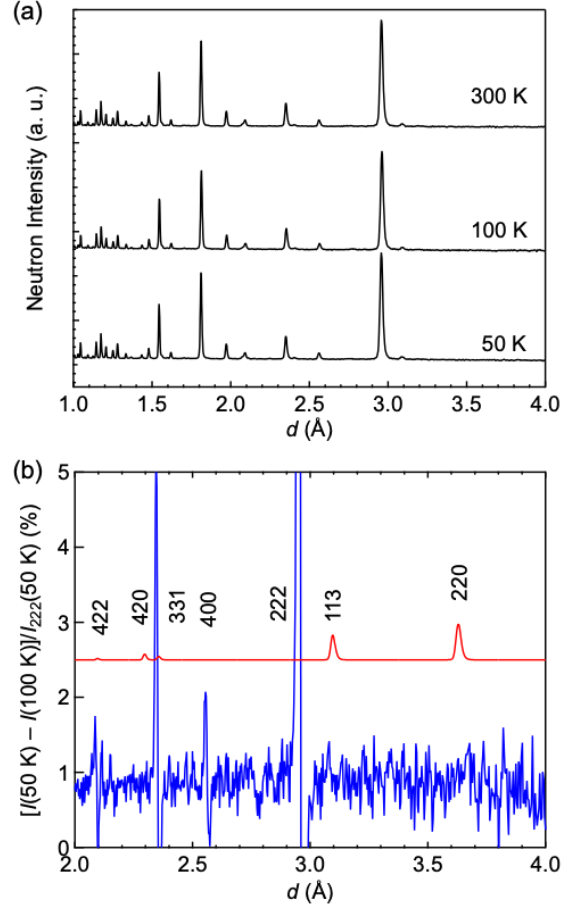 (a)
Neutron Intensity (a. u.)
300 K
100 K
50 K
1.0 1.5 2.0 2.5 3.0 3.5 4.0
d (Å)
(b)
[I(50 K) – I(100 K)]/I222(50 K) (%)
5
4
3
2
1
0
422 420 331 400 222 113 220
2.0 2.5 3.0 3.5 4.0
d (Å)